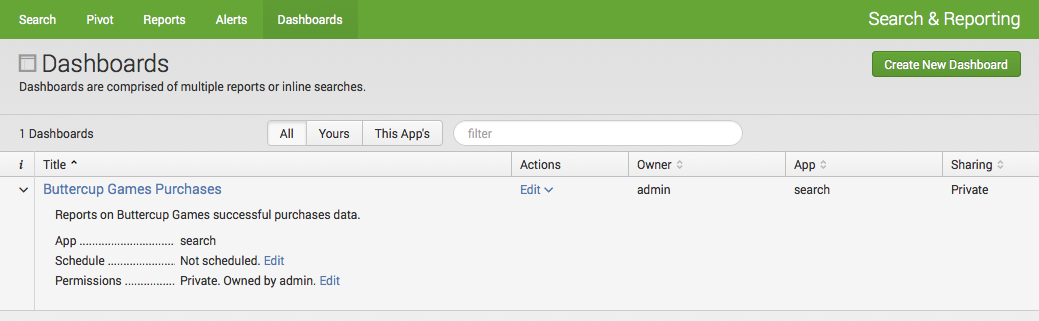 Search Pivot Reports Alerts Dashboards Search & Reporting
Dashboards Create New Dashboard
Dashboards are comprised of multiple reports or inline searches.
1 Dashboards All Yours This App's filter
i Title Actions Owner App Sharing
Buttercup Games Purchases Edit admin search Private
Reports on Buttercup Games successful purchases data.
App ............................. search
Schedule ..................... Not scheduled. Edit
Permissions ................ Private. Owned by admin. Edit